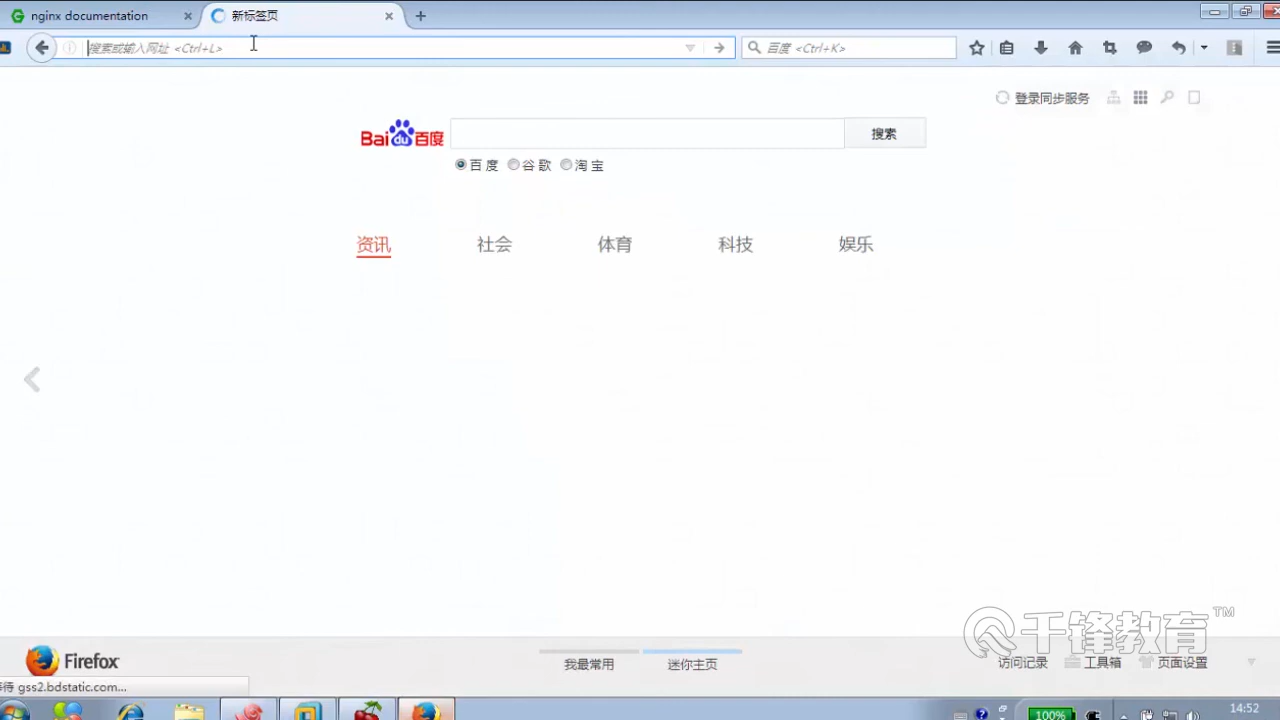 nginx documentation
新标签页
搜索或输入网址 <Ctrl+L>
百度 <Ctrl+K>
登录同步服务
Bai du 百度
搜索
百度 谷歌 淘宝
资讯 社会 体育 科技 娱乐
千锋教育™
Firefox
我最常用 迷你主页
访问记录 工具箱 页面设置
待 gss2.bdstatic.com...
100%
14:52